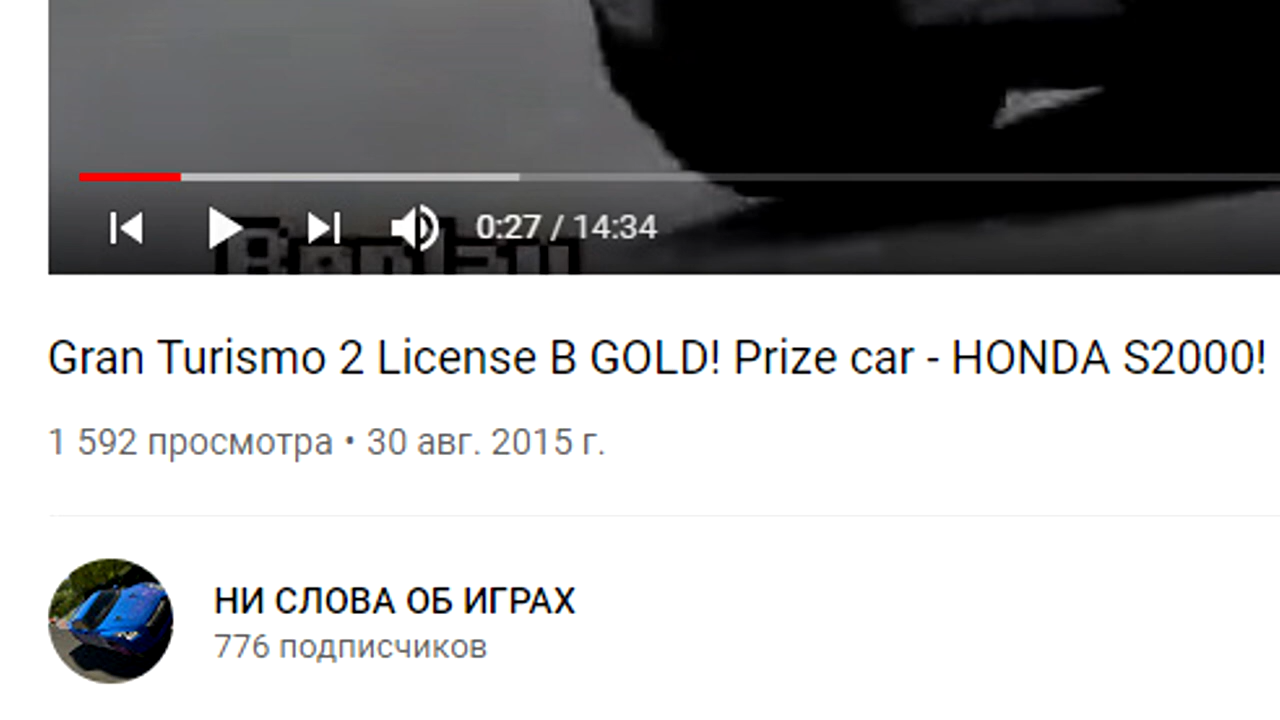 0:27 / 14:34
Gran Turismo 2 License B GOLD! Prize car - HONDA S2000!
1 592 просмотра • 30 авг. 2015 г.
НИ СЛОВА ОБ ИГРАХ
776 подписчиков